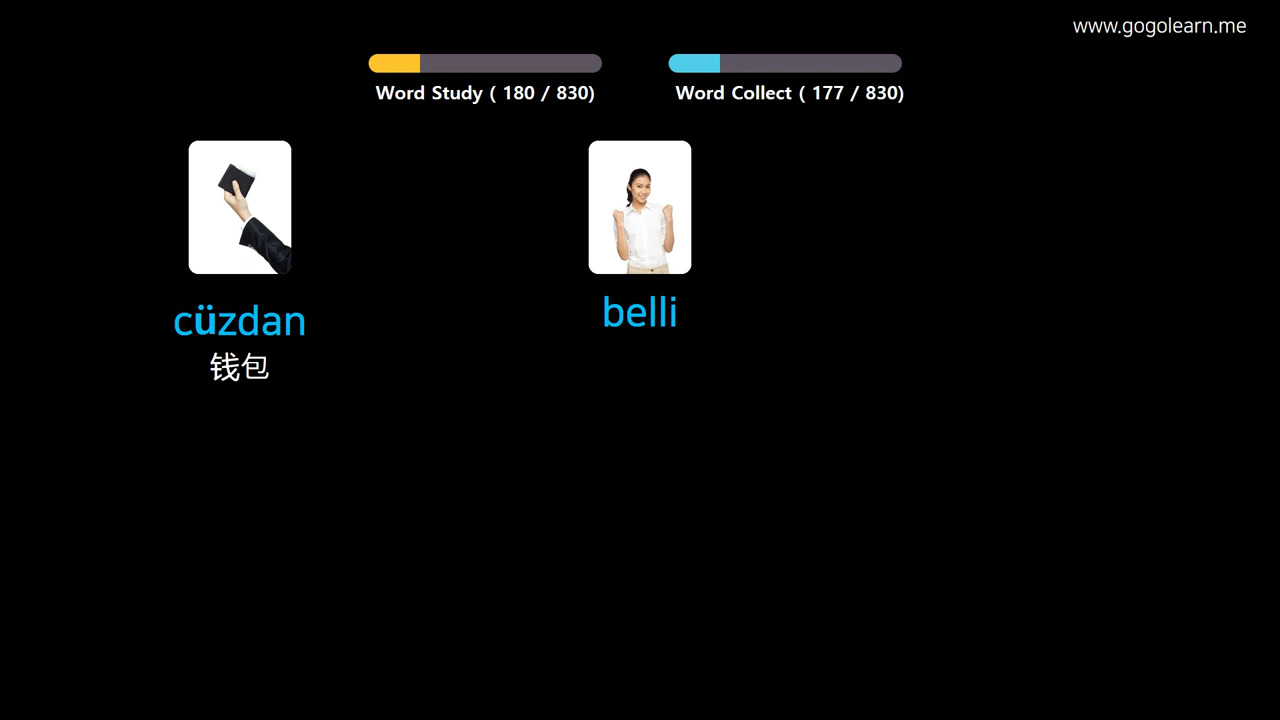 www.gogolearn.me
Word Study ( 180 / 830)
Word Collect ( 177 / 830)
cüzdan
钱包
belli